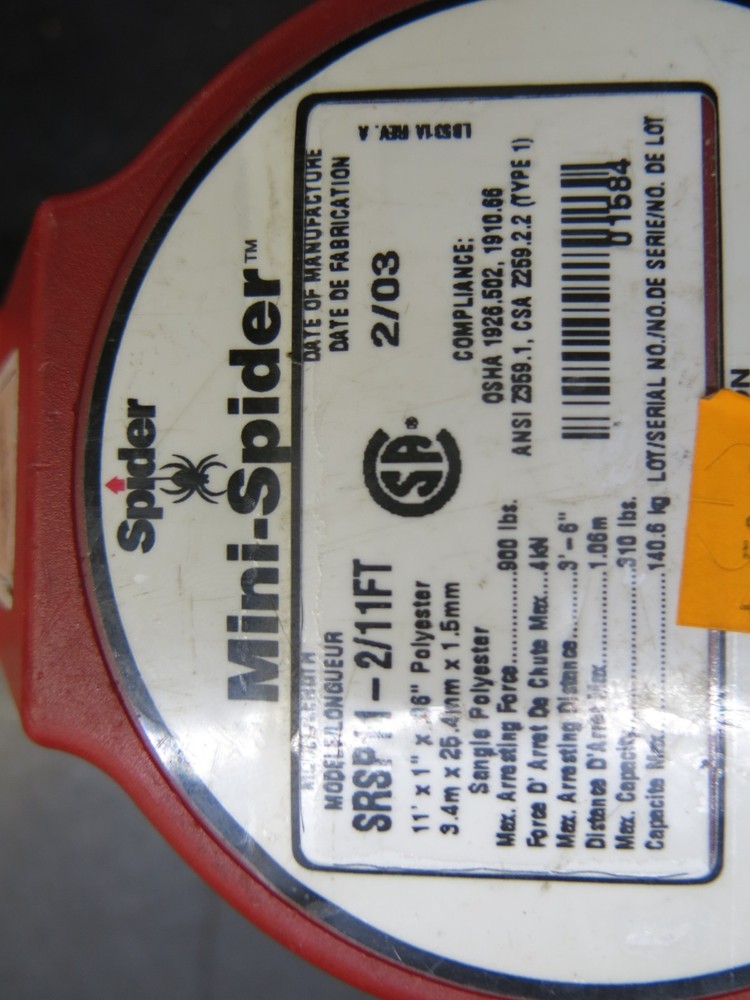 Spider
Mini-Spider™
MODELE/LONGUEUR
SRSP11-2/11FT
11' x 1" x Polyester
3.4m x 25.4mm x 1.5mm
Sangle Polyester
Max. Arresting Force......900 lbs.
Force D'Arret De Chute Max....4kN
Max. Arresting Distance........3'-6"
Distance D'Arret Max............1.06m
Max. Capacity......................310 lbs.
Capacite Max......................140.6 kg
SA®
DATE OF MANUFACTURE
DATE DE FABRICATION
2/03
LB531A REV. A
COMPLIANCE:
OSHA 1926.502, 1910.66
ANSI Z359.1, CSA Z259.2.2 (TYPE 1)
01584
LOT/SERIAL NO./NO.DE SERIE/NO. DE LOT